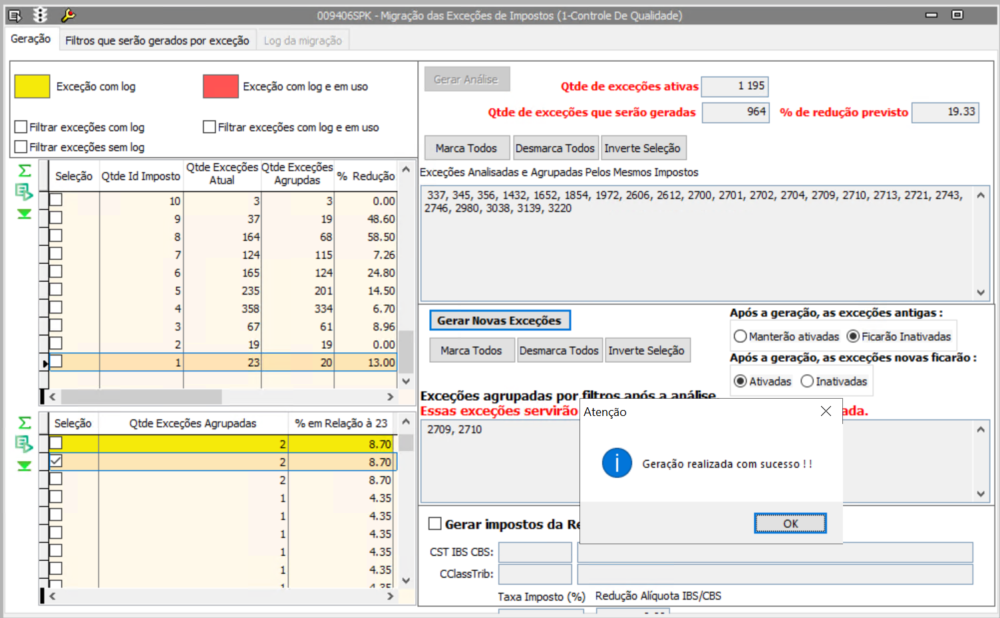 009406SPK - Migração das Exceções de Impostos (1-Controle De Qualidade)
Geração
Filtros que serão gerados por exceção
Log da migração
Exceção com log
Exceção com log e em uso
Filtrar exceções com log
Filtrar exceções com log e em uso
Filtrar exceções sem log
Gerar Análise
Qtde de exceções ativas 1 195
Qtde de exceções que serão geradas 964
% de redução previsto 19.33
Marca Todos Desmarca Todos Inverte Seleção
Exceções Analisadas e Agrupadas Pelos Mesmos Impostos
337, 345, 356, 1432, 1652, 1854, 1972, 2606, 2612, 2700, 2701, 2702, 2704, 2709, 2710, 2713, 2721, 2743,
2746, 2980, 3038, 3139, 3220
Seleção Qtde Id Imposto Qtde Exceções Atual Qtde Exceções Agrupdas % Redução
10 3 3 0.00
9 37 19 48.60
8 164 68 58.50
7 124 115 7.26
6 165 124 24.80
5 235 201 14.50
4 358 334 6.70
3 67 61 8.96
2 19 19 0.00
1 23 20 13.00
Gerar Novas Exceções
Marca Todos Desmarca Todos Inverte Seleção
Após a geração, as exceções antigas :
Manterão ativadas Ficarão Inativadas
Após a geração, as exceções novas ficarão :
Ativadas Inativadas
Exceções agrupadas por filtros após a análise
Essas exceções servirão ada.
2709, 2710
Seleção Qtde Exceções Agrupadas % em Relação à 23
2 8.70
2 8.70
2 8.70
1 4.35
1 4.35
1 4.35
1 4.35
1 4.35
1 4.35
Atenção
Geração realizada com sucesso ! !
OK
Gerar impostos da Re
CST IBS CBS:
CClassTrib:
Taxa Imposto (%) Redução Alíquota IBS/CBS